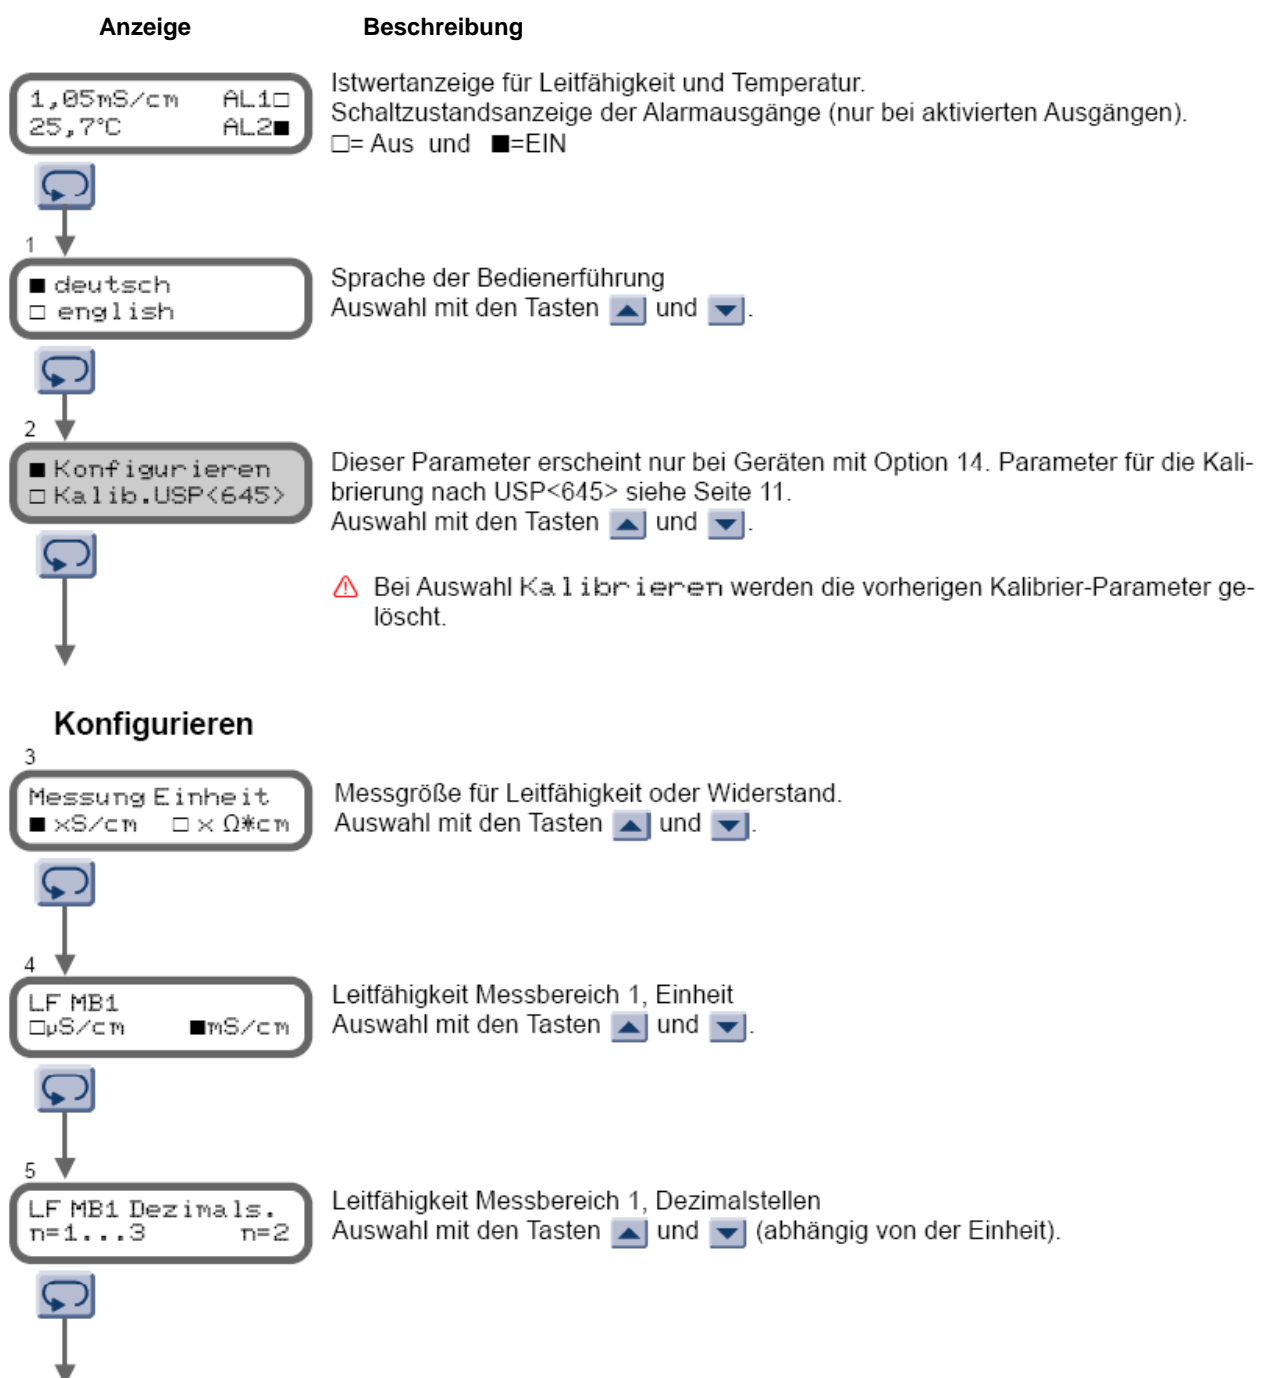 Anzeige Beschreibung
1,05mS/cm AL1□
25,7°C AL2■
Istwertanzeige für Leitfähigkeit und Temperatur.
Schaltzustandsanzeige der Alarmausgänge (nur bei aktivierten Ausgängen).
□= Aus und ■=EIN
1
■ deutsch
□ english
Sprache der Bedienerführung
Auswahl mit den Tasten ▲ und ▼.
2
■ Konfigurieren
□ Kalib.USP<645>
Dieser Parameter erscheint nur bei Geräten mit Option 14. Parameter für die Kali-
brierung nach USP<645> siehe Seite 11.
Auswahl mit den Tasten ▲ und ▼.
⚠ Bei Auswahl Kalibrieren werden die vorherigen Kalibrier-Parameter ge-
löscht.
Konfigurieren
3
Messung Einheit
■ xS/cm □ x Ω*cm
Messgröße für Leitfähigkeit oder Widerstand.
Auswahl mit den Tasten ▲ und ▼.
4
LF MB1
□µS/cm ■mS/cm
Leitfähigkeit Messbereich 1, Einheit
Auswahl mit den Tasten ▲ und ▼.
5
LF MB1 Dezimals.
n=1...3 n=2
Leitfähigkeit Messbereich 1, Dezimalstellen
Auswahl mit den Tasten ▲ und ▼ (abhängig von der Einheit).